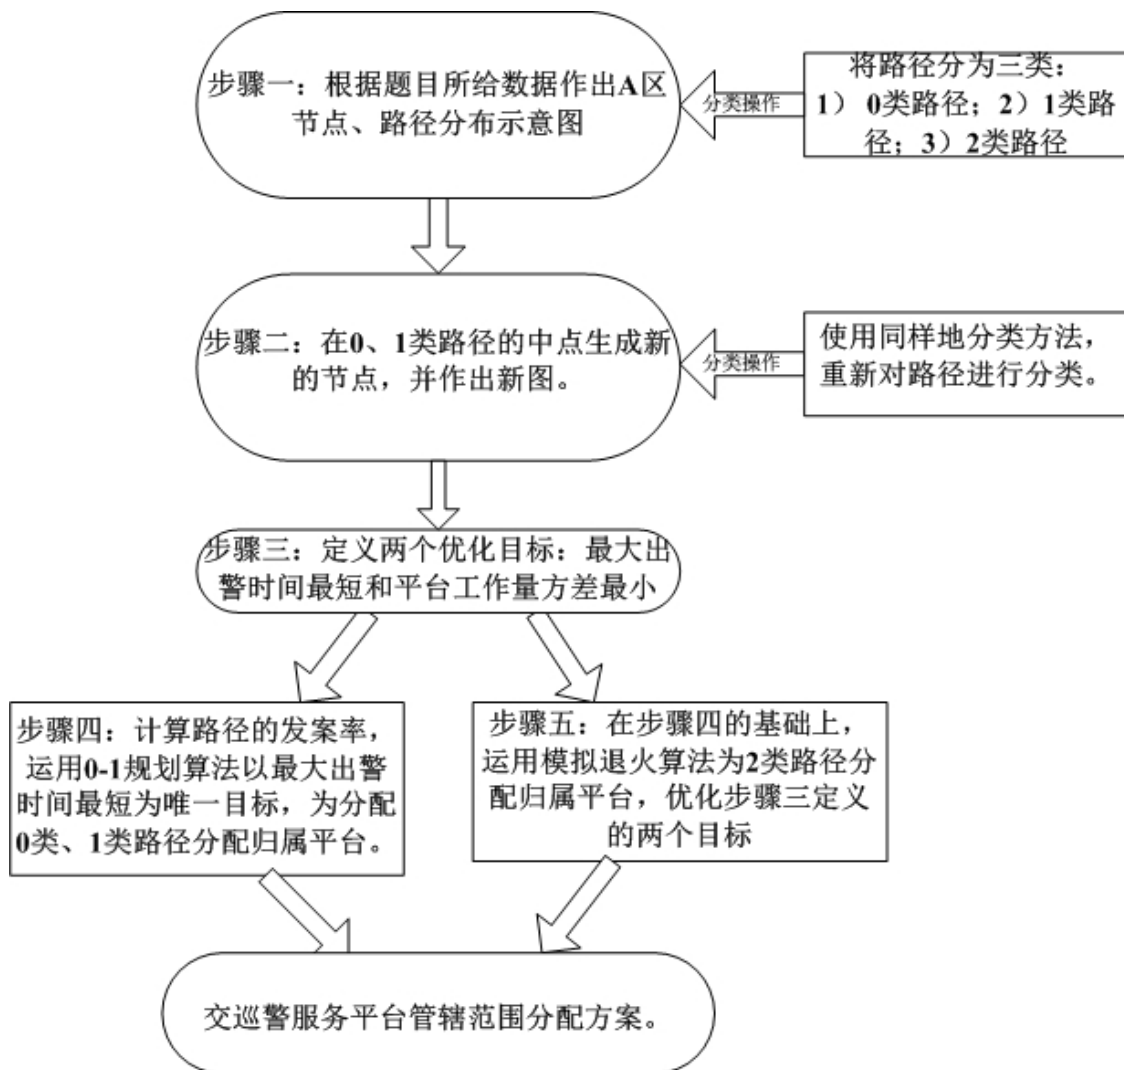 步骤一：根据题目所给数据作出A区
节点、路径分布示意图
分类操作
将路径分为三类：
1） 0类路径；2）1类路
径；3）2类路径
步骤二：在0、1类路径的中点生成新
的节点，并作出新图。
分类操作
使用同样地分类方法，
重新对路径进行分类。
步骤三：定义两个优化目标：最大出
警时间最短和平台工作量方差最小
步骤四：计算路径的发案率，
运用0-1规划算法以最大出警
时间最短为唯一目标，为分配
0类、1类路径分配归属平台。
步骤五：在步骤四的基础上，
运用模拟退火算法为2类路径分
配归属平台，优化步骤三定义
的两个目标
交巡警服务平台管辖范围分配方案。